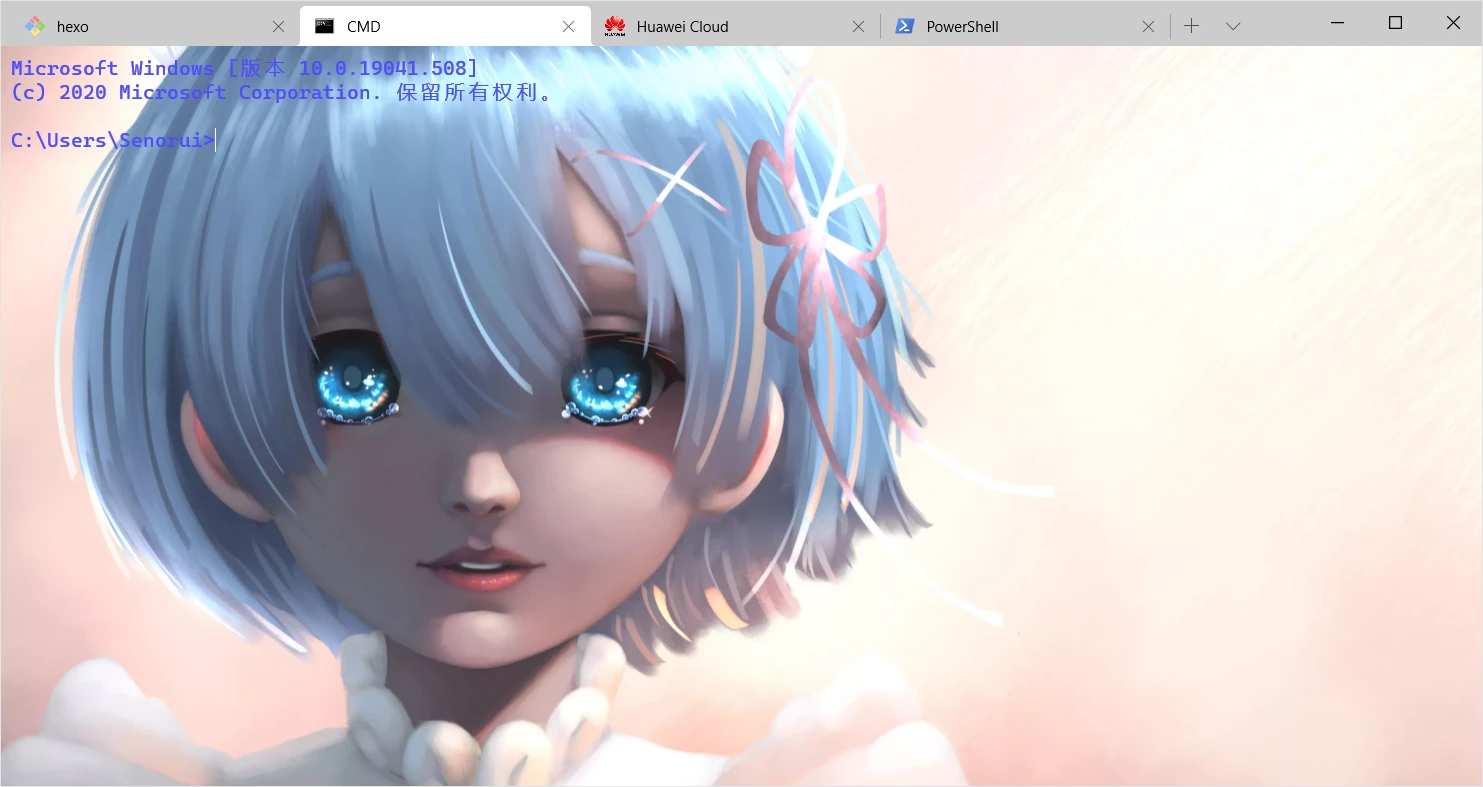 hexo
CMD
Huawei Cloud
PowerShell
Microsoft Windows [版本 10.0.19041.508]
(c) 2020 Microsoft Corporation. 保留所有权利。
C:\Users\Senorui>